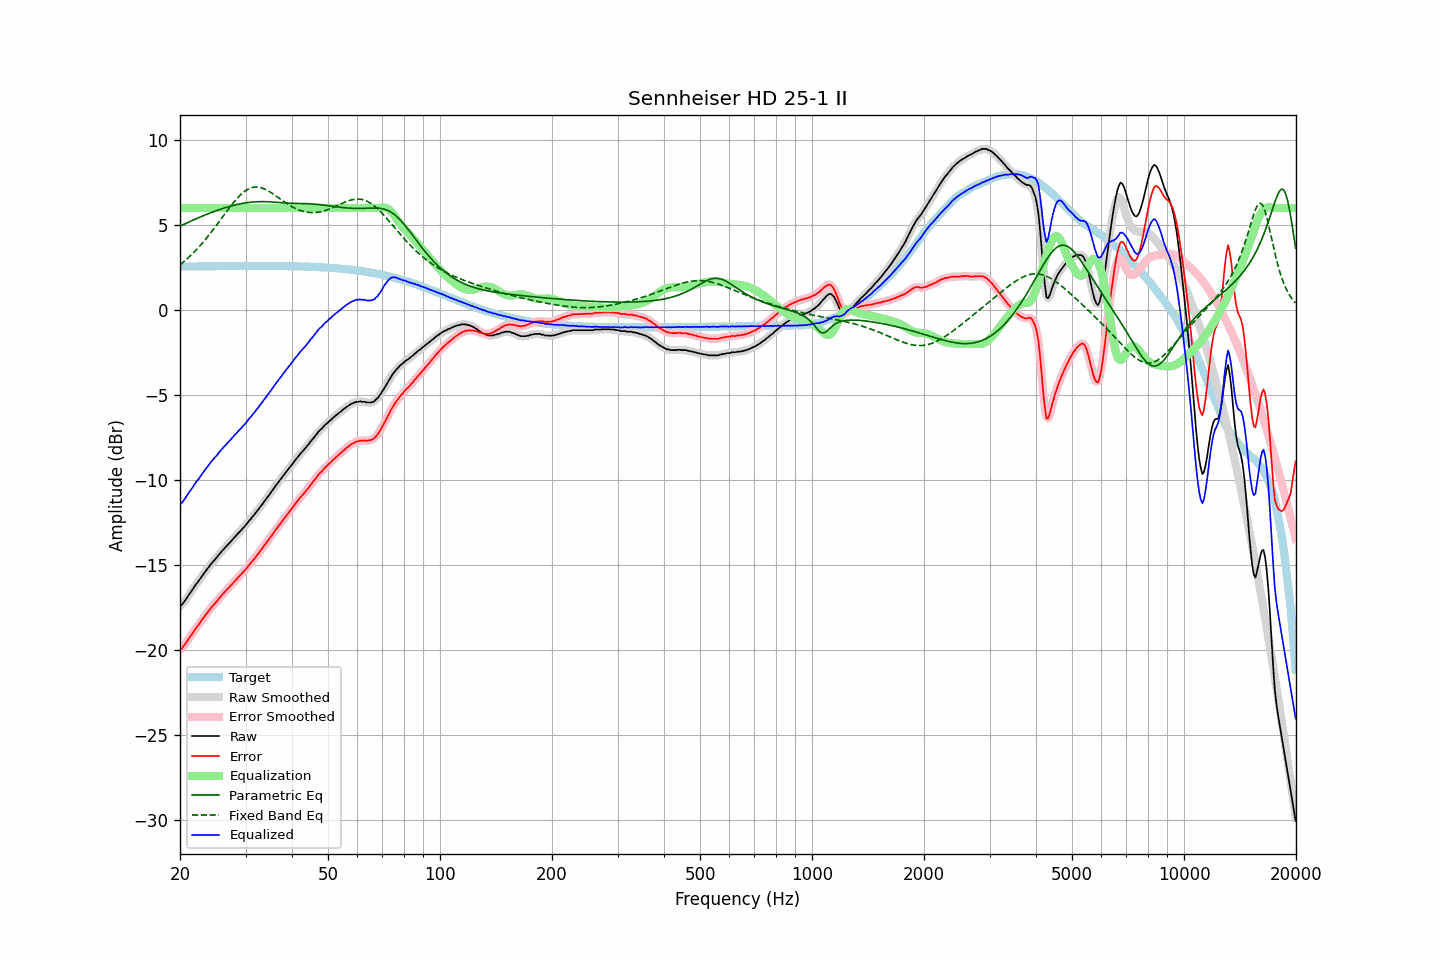 Sennheiser HD 25-1 II
Amplitude (dBr)
10
5
0
−5
−10
−15
−20
−25
−30
Target
Raw Smoothed
Error Smoothed
Raw
Error
Equalization
Parametric Eq
Fixed Band Eq
Equalized
20 50 100 200 500 1000 2000 5000 10000 20000
Frequency (Hz)